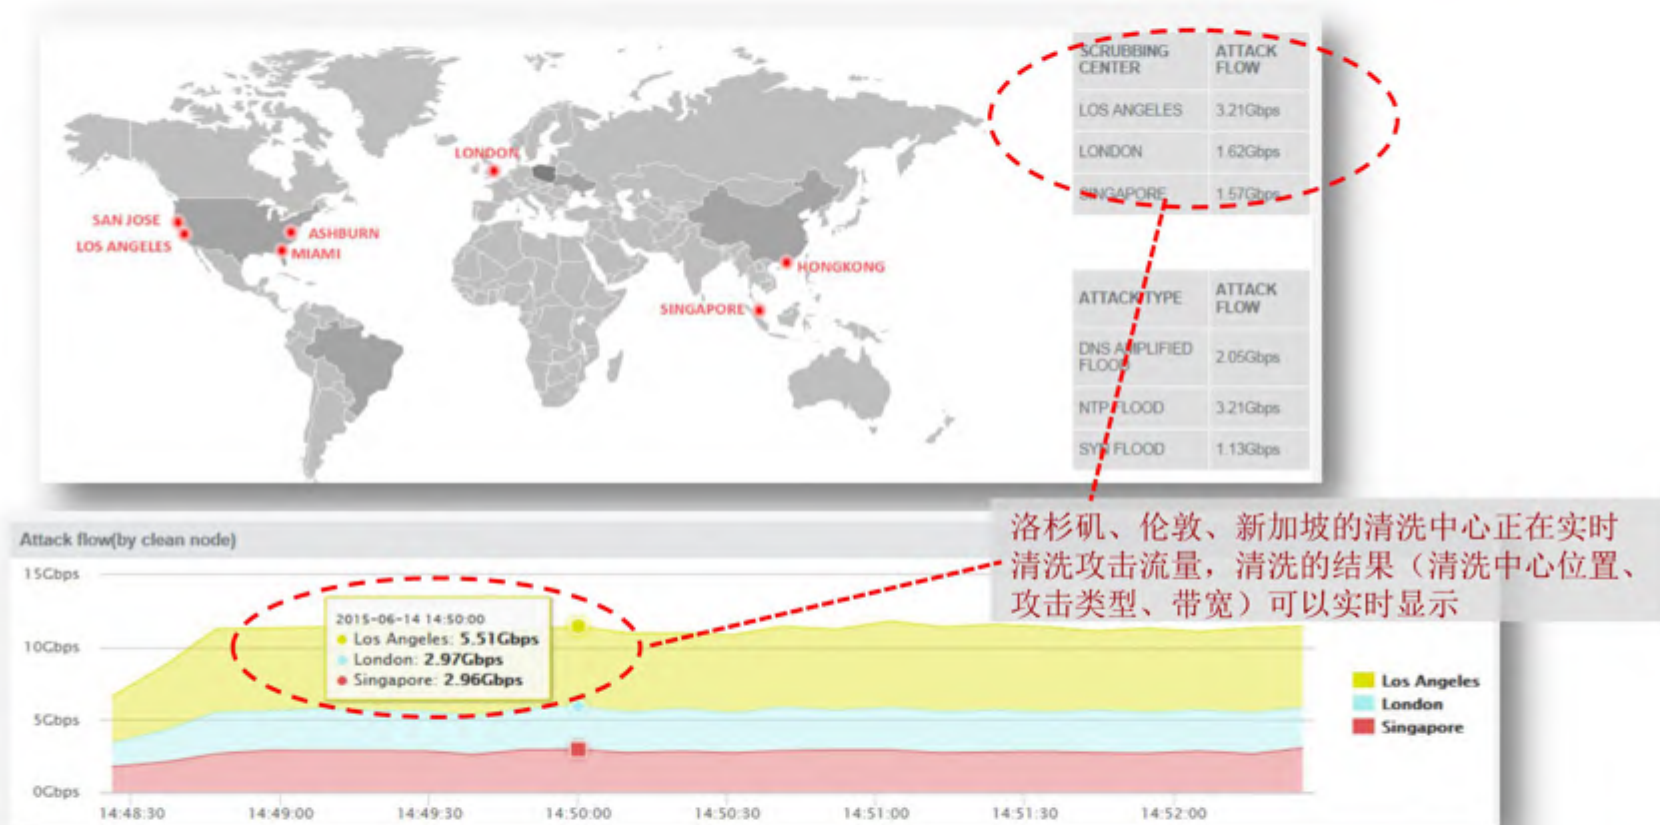 LONDON
SAN JOSE
LOS ANGELES
ASHBURN
MIAMI
HONGKONG
SINGAPORE
SCRUBBING CENTER ATTACK FLOW
LOS ANGELES 3.21Gbps
LONDON 1.62Gbps
SINGAPORE 1.57Gbps
ATTACK TYPE ATTACK FLOW
DNS AMPLIFIED FLOOD 2.05Gbps
NTP FLOOD 3.21Gbps
SYN FLOOD 1.13Gbps
洛杉矶、伦敦、新加坡的清洗中心正在实时
清洗攻击流量，清洗的结果（清洗中心位置、
攻击类型、带宽）可以实时显示
Attack flow(by clean node)
15Gbps
10Gbps
5Gbps
0Gbps
2015-06-14 14:50:00
Los Angeles: 5.51Gbps
London: 2.97Gbps
Singapore: 2.96Gbps
Los Angeles
London
Singapore
14:48:30 14:49:00 14:49:30 14:50:00 14:50:30 14:51:00 14:51:30 14:52:00